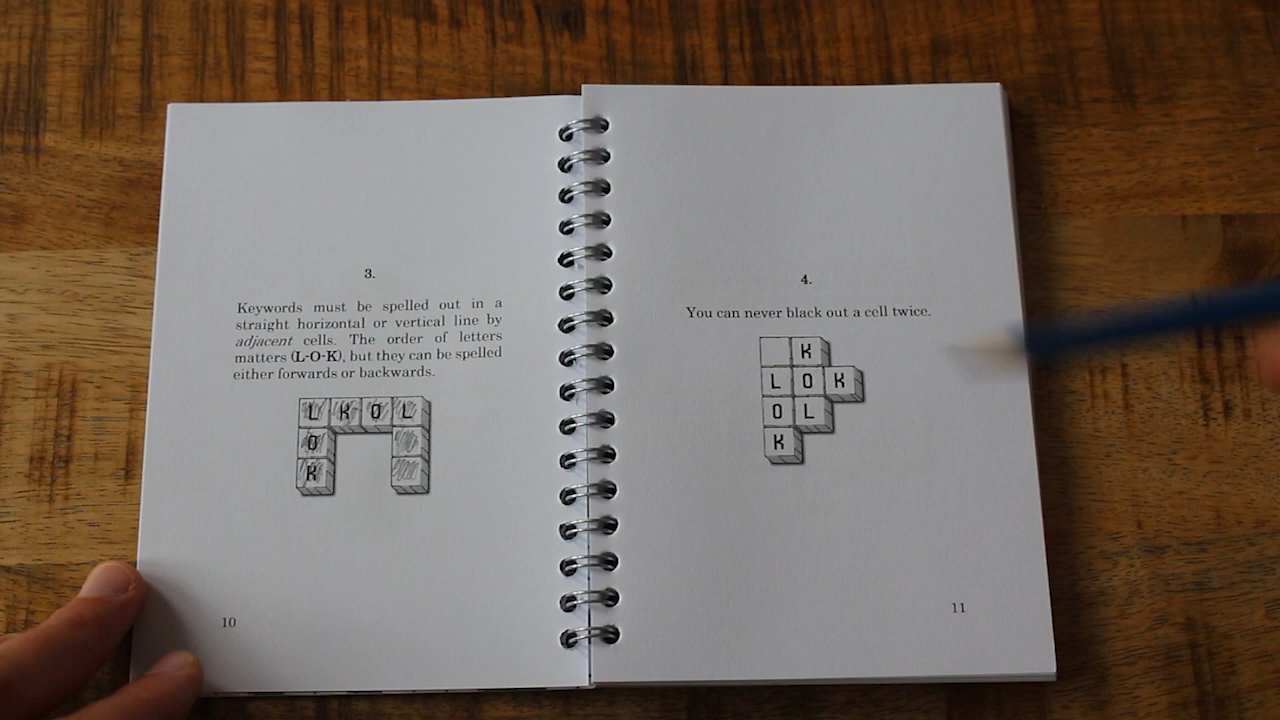 3.
Keywords must be spelled out in a
straight horizontal or vertical line by
adjacent cells. The order of letters
matters (L-O-K), but they can be spelled
either forwards or backwards.
L K O L
O
K
10
4.
You can never black out a cell twice.
K
L O K
O L
K
11